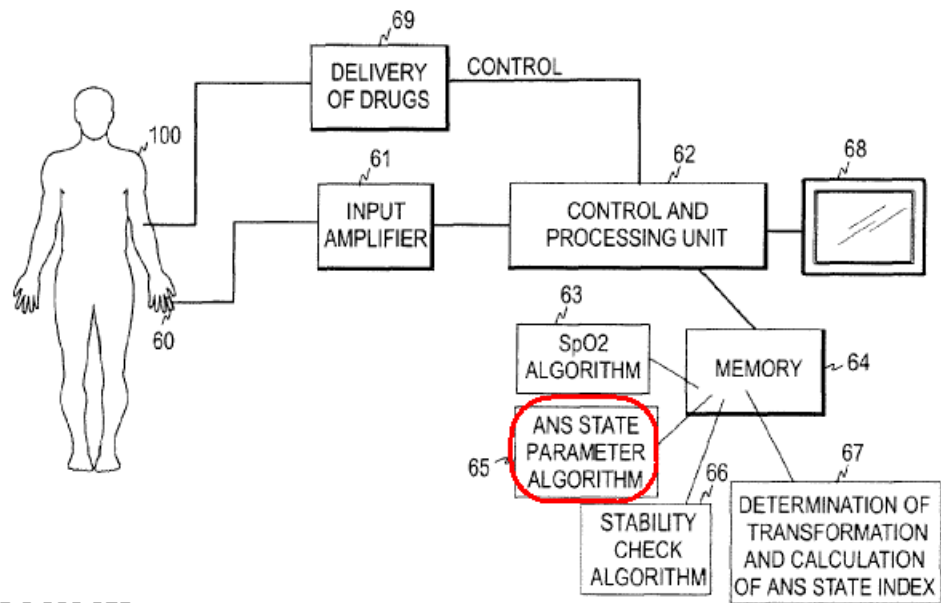 69
DELIVERY
OF DRUGS
CONTROL
100
61
INPUT
AMPLIFIER
62
CONTROL AND
PROCESSING UNIT
68
60
63
SpO2
ALGORITHM
MEMORY
64
65
ANS STATE
PARAMETER
ALGORITHM
66
STABILITY
CHECK
ALGORITHM
67
DETERMINATION OF
TRANSFORMATION
AND CALCULATION
OF ANS STATE INDEX